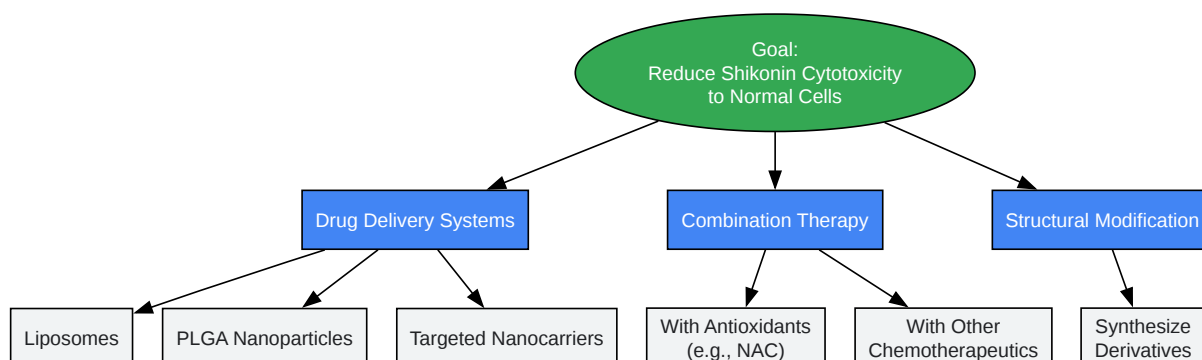 Goal:
Reduce Shikonin Cytotoxicity
to Normal Cells
Drug Delivery Systems
Combination Therapy
Structural Modification
Liposomes
PLGA Nanoparticles
Targeted Nanocarriers
With Antioxidants
(e.g., NAC)
With Other
Chemotherapeutics
Synthesize
Derivatives